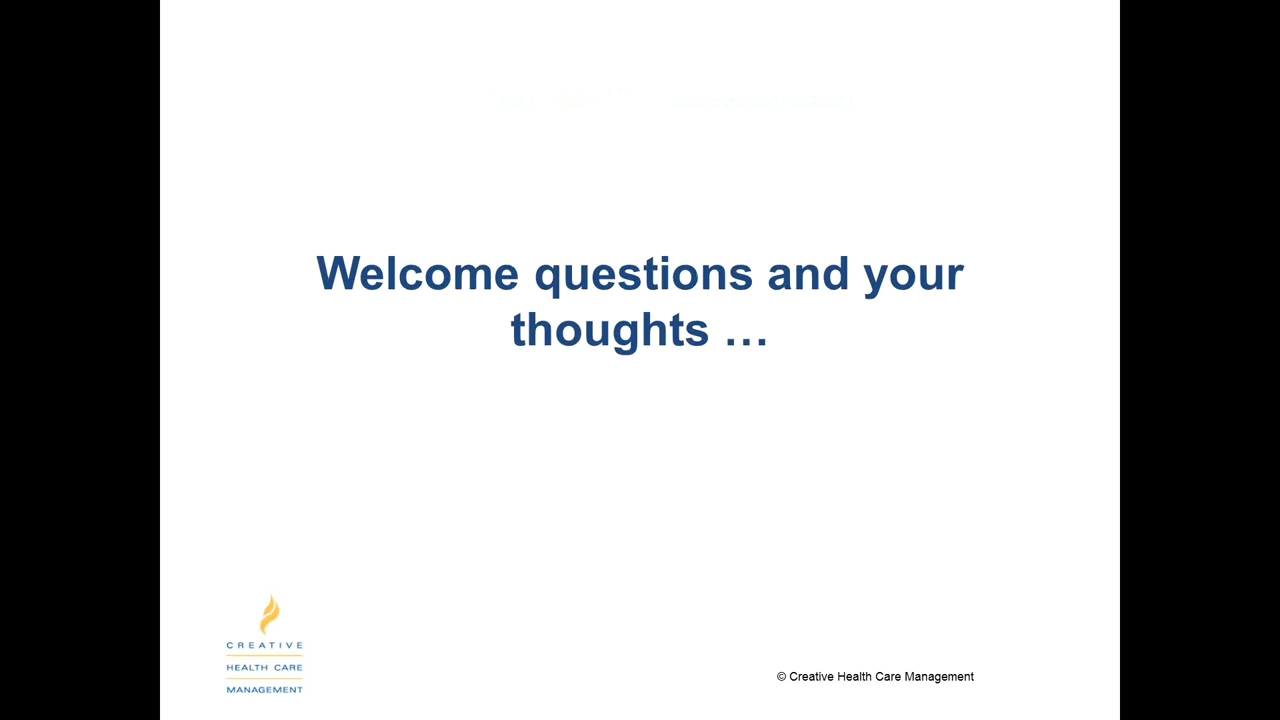 Welcome questions and your
thoughts …
CREATIVE
HEALTH CARE
MANAGEMENT
© Creative Health Care Management